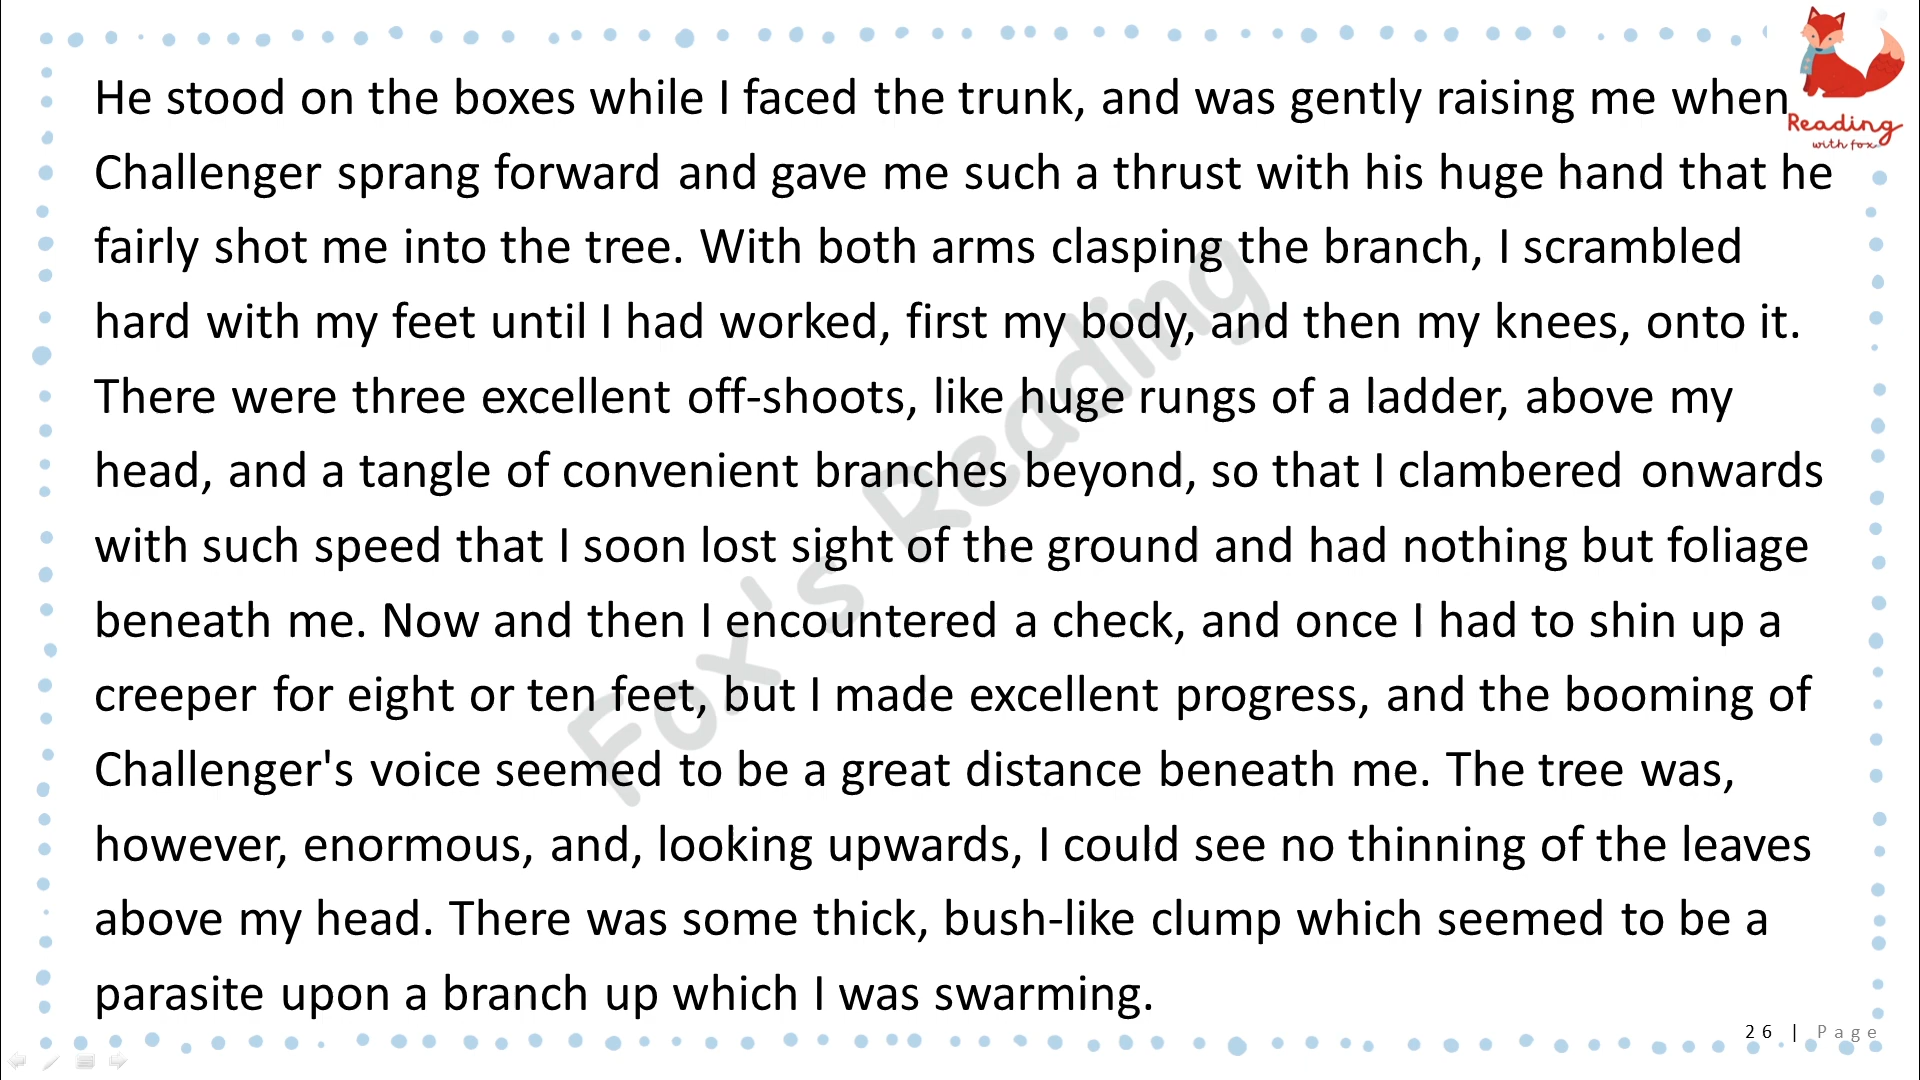 He stood on the boxes while I faced the trunk, and was gently raising me when
Challenger sprang forward and gave me such a thrust with his huge hand that he
fairly shot me into the tree. With both arms clasping the branch, I scrambled
hard with my feet until I had worked, first my body, and then my knees, onto it.
There were three excellent off-shoots, like huge rungs of a ladder, above my
head, and a tangle of convenient branches beyond, so that I clambered onwards
with such speed that I soon lost sight of the ground and had nothing but foliage
beneath me. Now and then I encountered a check, and once I had to shin up a
creeper for eight or ten feet, but I made excellent progress, and the booming of
Challenger's voice seemed to be a great distance beneath me. The tree was,
however, enormous, and, looking upwards, I could see no thinning of the leaves
above my head. There was some thick, bush-like clump which seemed to be a
parasite upon a branch up which I was swarming.
Reading
with fox
Fox's Reading
26 | Page